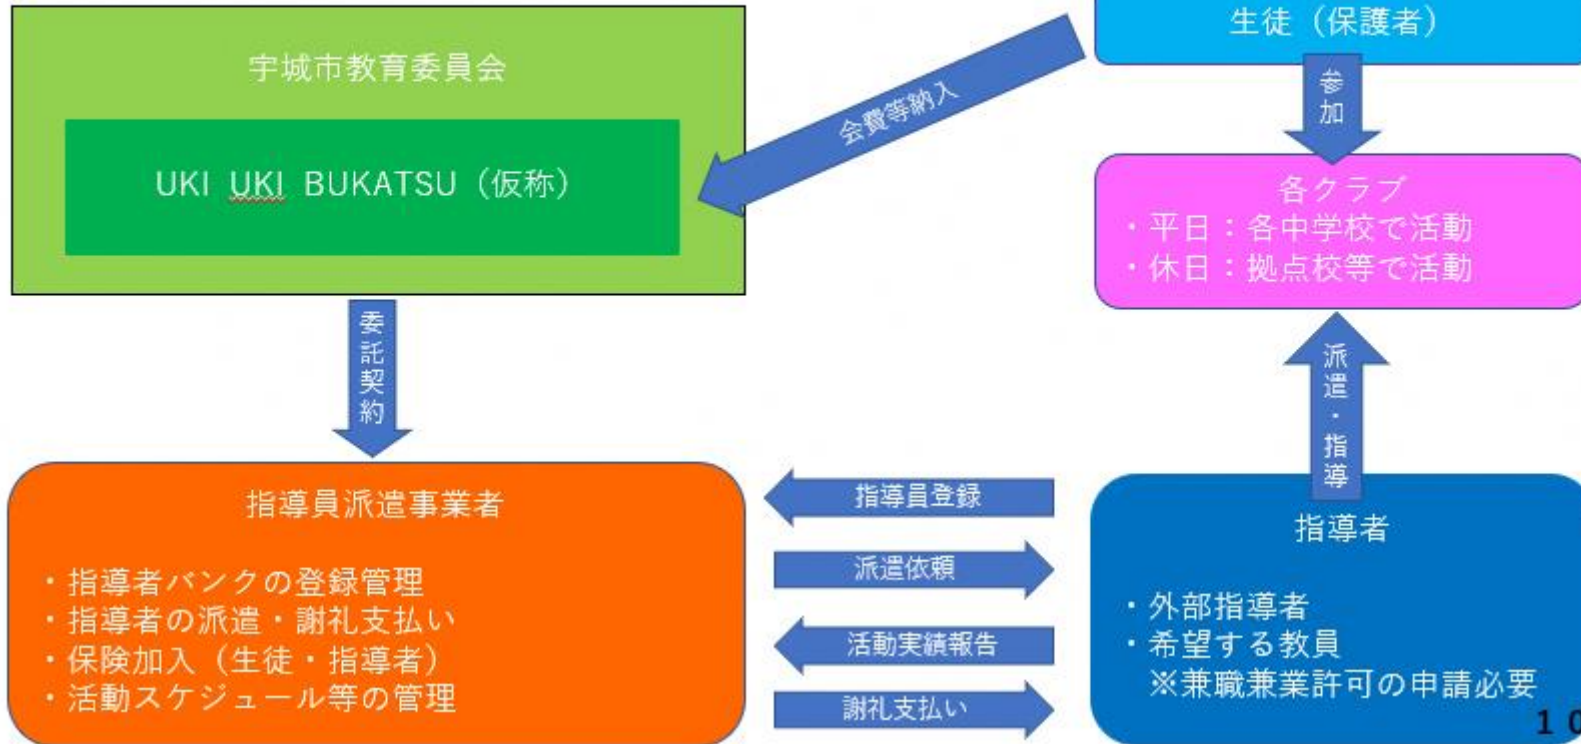 生徒（保護者）
宇城市教育委員会
UKI UKI BUKATSU（仮称）
会費等納入
参加
各クラブ
・平日：各中学校で活動
・休日：拠点校等で活動
委託契約
派遣・指導
指導員派遣事業者
・指導者バンクの登録管理
・指導者の派遣・謝礼支払い
・保険加入（生徒・指導者）
・活動スケジュール等の管理
指導員登録
派遣依頼
活動実績報告
謝礼支払い
指導者
・外部指導者
・希望する教員
※兼職兼業許可の申請必要
10